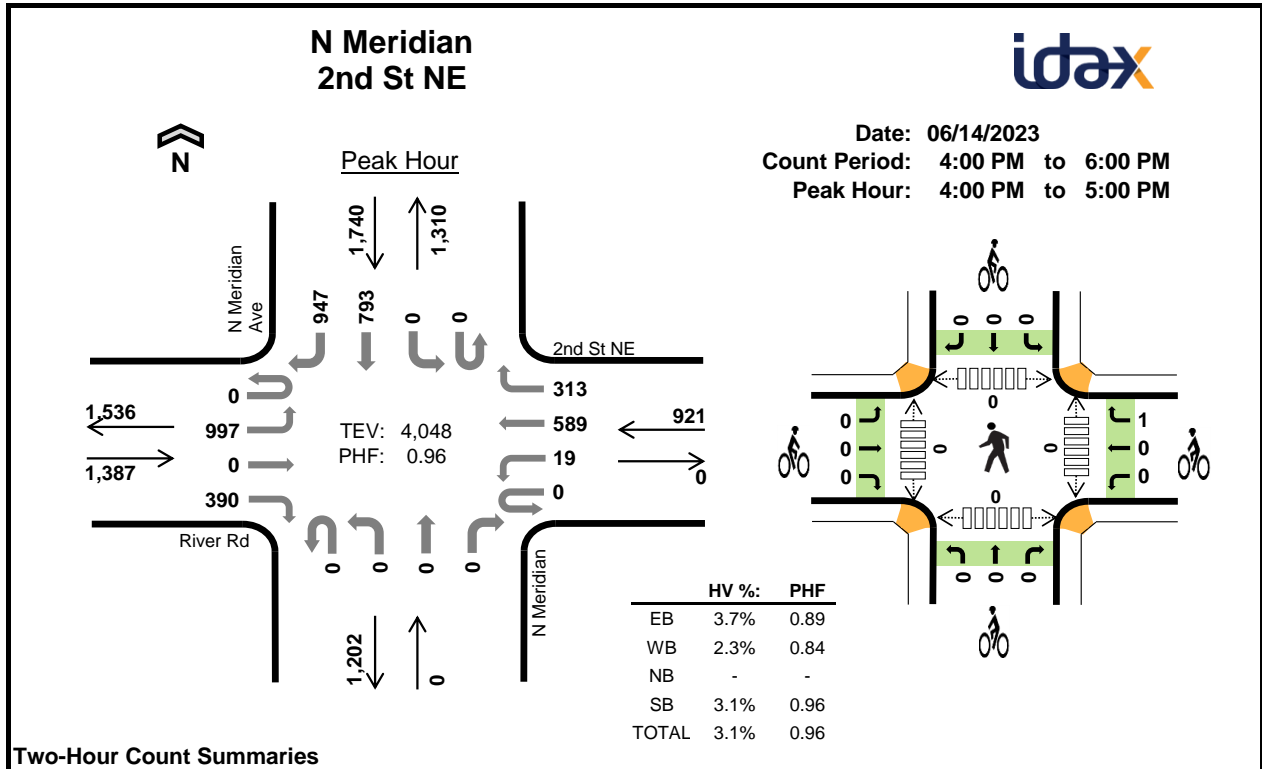 N Meridian
2nd St NE
idax
N
Peak Hour
Date: 06/14/2023
Count Period: 4:00 PM to 6:00 PM
Peak Hour: 4:00 PM to 5:00 PM
1,740
1,310
N Meridian
Ave
947
793
0
0
2nd St NE
0
997
0
390
1,536
1,387
TEV: 4,048
PHF: 0.96
313
589
19
0
921
0
River Rd
0
0
0
0
N Meridian
1,202
0
0 0 0
0
0
0
0
0
0
0
1
0
0
0
0 0 0
HV %: PHF
EB 3.7% 0.89
WB 2.3% 0.84
NB - -
SB 3.1% 0.96
TOTAL 3.1% 0.96
Two-Hour Count Summaries